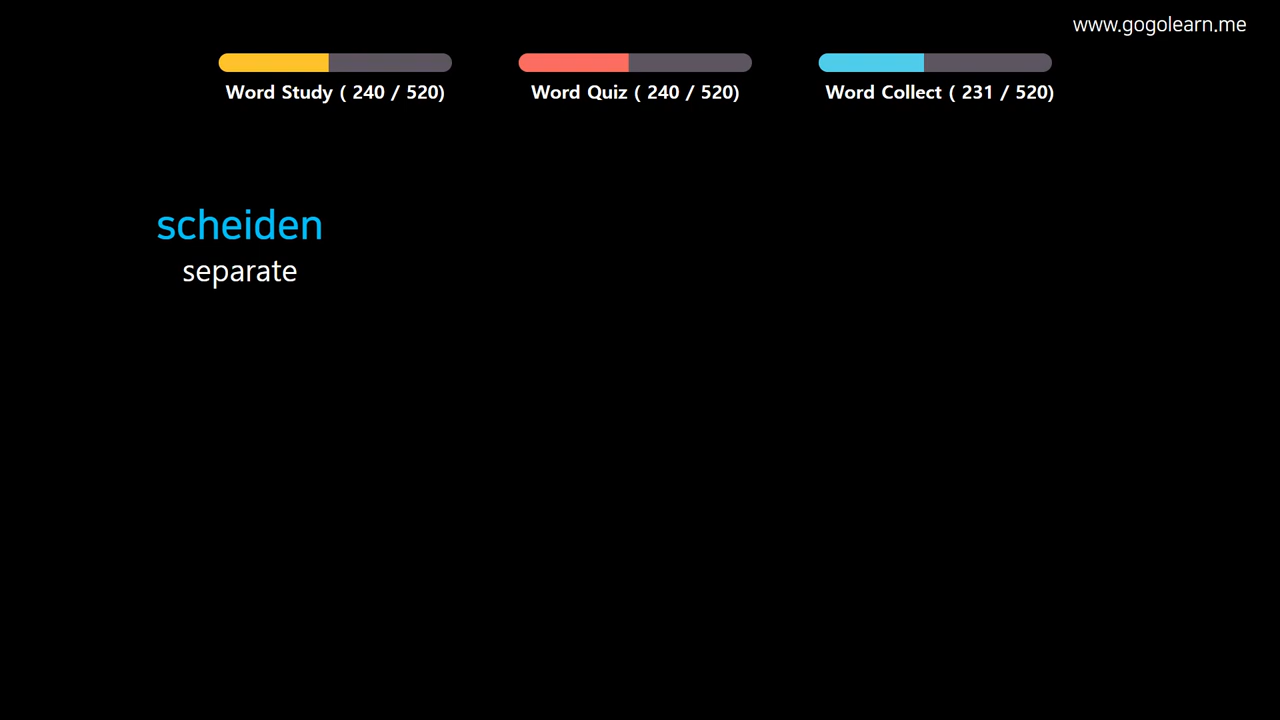 www.gogolearn.me
Word Study ( 240 / 520)
Word Quiz ( 240 / 520)
Word Collect ( 231 / 520)
scheiden
separate